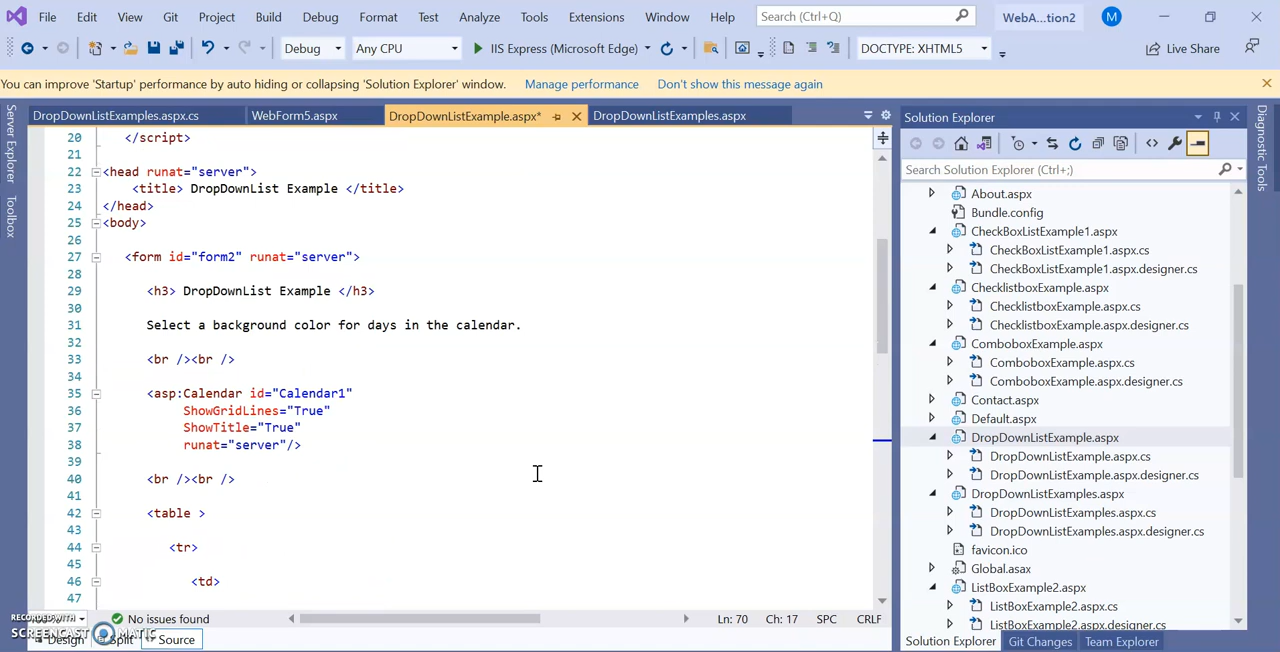 File Edit View Git Project Build Debug Format Test Analyze Tools Extensions Window Help Search (Ctrl+Q) WebA...tion2 M
Debug Any CPU IIS Express (Microsoft Edge) DOCTYPE: XHTML5 Live Share
You can improve 'Startup' performance by auto hiding or collapsing 'Solution Explorer' window. Manage performance Don't show this message again
Server Explorer
Toolbox
DropDownListExamples.aspx.cs WebForm5.aspx DropDownListExample.aspx* DropDownListExamples.aspx
20 </script>
21
22 <head runat="server">
23 <title> DropDownList Example </title>
24 </head>
25 <body>
26
27 <form id="form2" runat="server">
28
29 <h3> DropDownList Example </h3>
30
31 Select a background color for days in the calendar.
32
33 <br /><br />
34
35 <asp:Calendar id="Calendar1"
36 ShowGridLines="True"
37 ShowTitle="True"
38 runat="server"/>
39
40 <br /><br />
41
42 <table >
43
44 <tr>
45
46 <td>
47
No issues found Ln: 70 Ch: 17 SPC CRLF
Design Split Source
RECORDED WITH
SCREENCAST MATIC
Solution Explorer
Search Solution Explorer (Ctrl+;)
About.aspx
Bundle.config
CheckBoxListExample1.aspx
CheckBoxListExample1.aspx.cs
CheckBoxListExample1.aspx.designer.cs
ChecklistboxExample.aspx
ChecklistboxExample.aspx.cs
ChecklistboxExample.aspx.designer.cs
ComboboxExample.aspx
ComboboxExample.aspx.cs
ComboboxExample.aspx.designer.cs
Contact.aspx
Default.aspx
DropDownListExample.aspx
DropDownListExample.aspx.cs
DropDownListExample.aspx.designer.cs
DropDownListExamples.aspx
DropDownListExamples.aspx.cs
DropDownListExamples.aspx.designer.cs
favicon.ico
Global.asax
ListBoxExample2.aspx
ListBoxExample2.aspx.cs
ListBoxExample2.aspx.designer.cs
Solution Explorer Git Changes Team Explorer
Diagnostic Tools